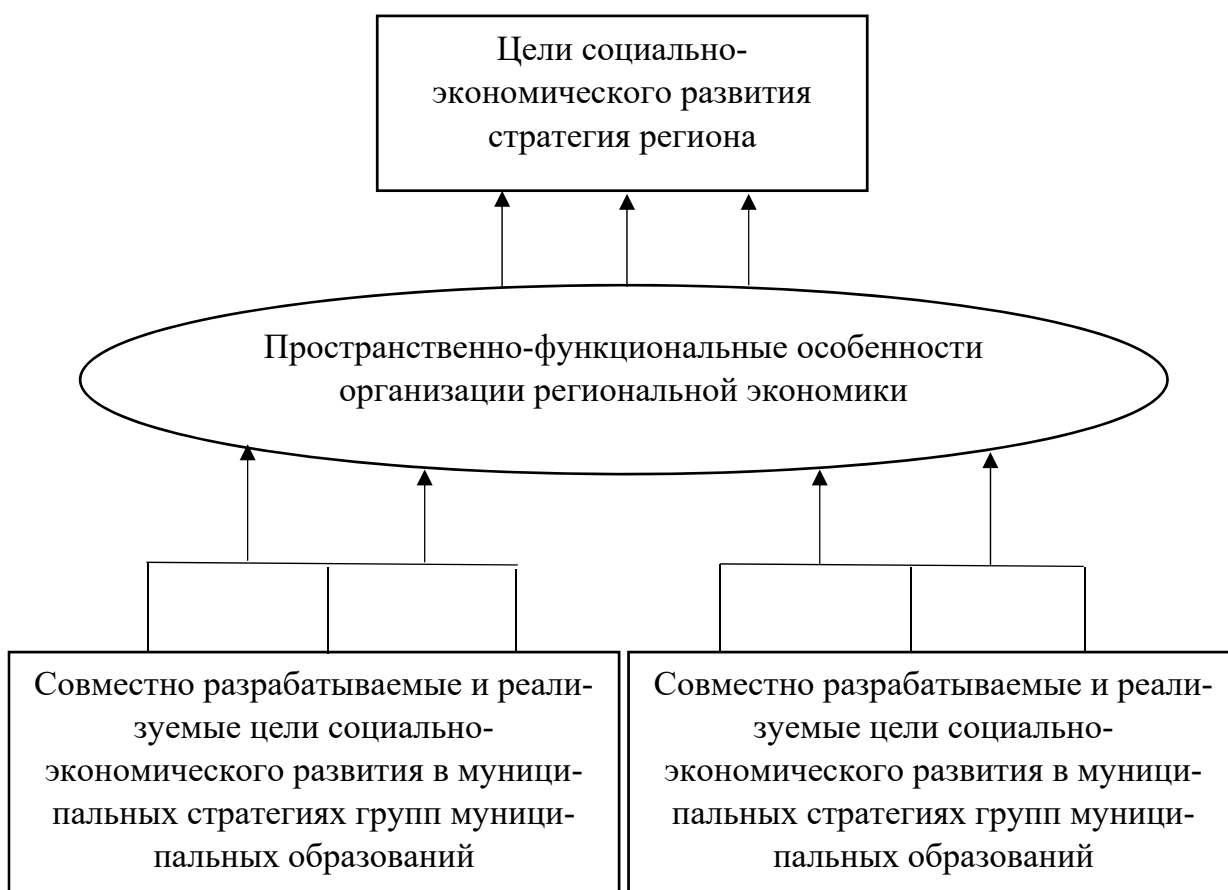 Цели социально-
экономического развития
стратегия региона
Пространственно-функциональные особенности
организации региональной экономики
Совместно разрабатываемые и реали-
зуемые цели социально-
экономического развития в муници-
пальных стратегиях групп муници-
пальных образований
Совместно разрабатываемые и реали-
зуемые цели социально-
экономического развития в муници-
пальных стратегиях групп муници-
пальных образований